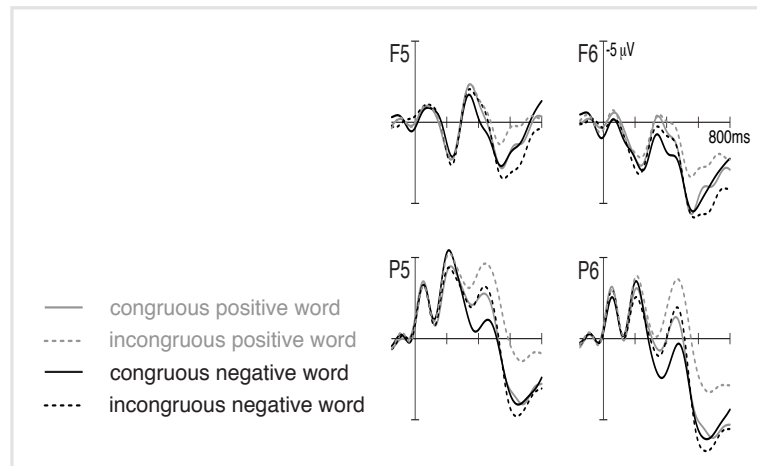 F5
F6
-5 µV
800ms
P5
P6
congruous positive word
incongruous positive word
congruous negative word
incongruous negative word